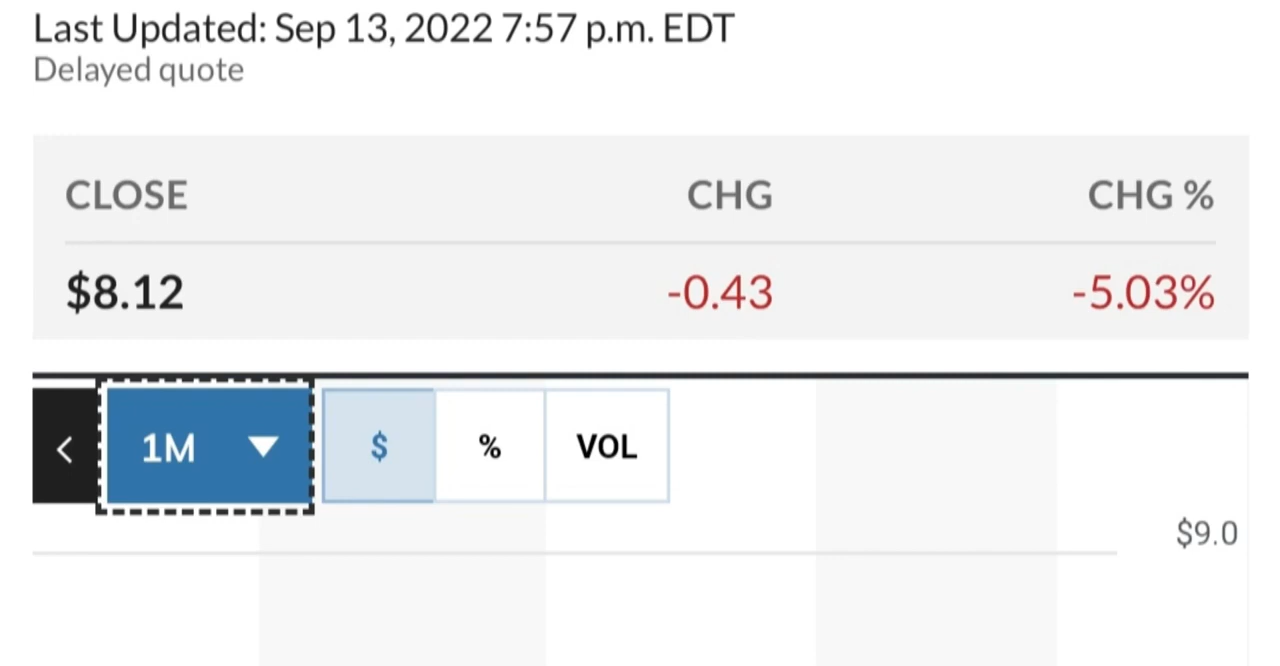 Last Updated: Sep 13, 2022 7:57 p.m. EDT
Delayed quote
CLOSE CHG CHG %
$8.12 -0.43 -5.03%
< 1M ▼ $ % VOL
$9.0